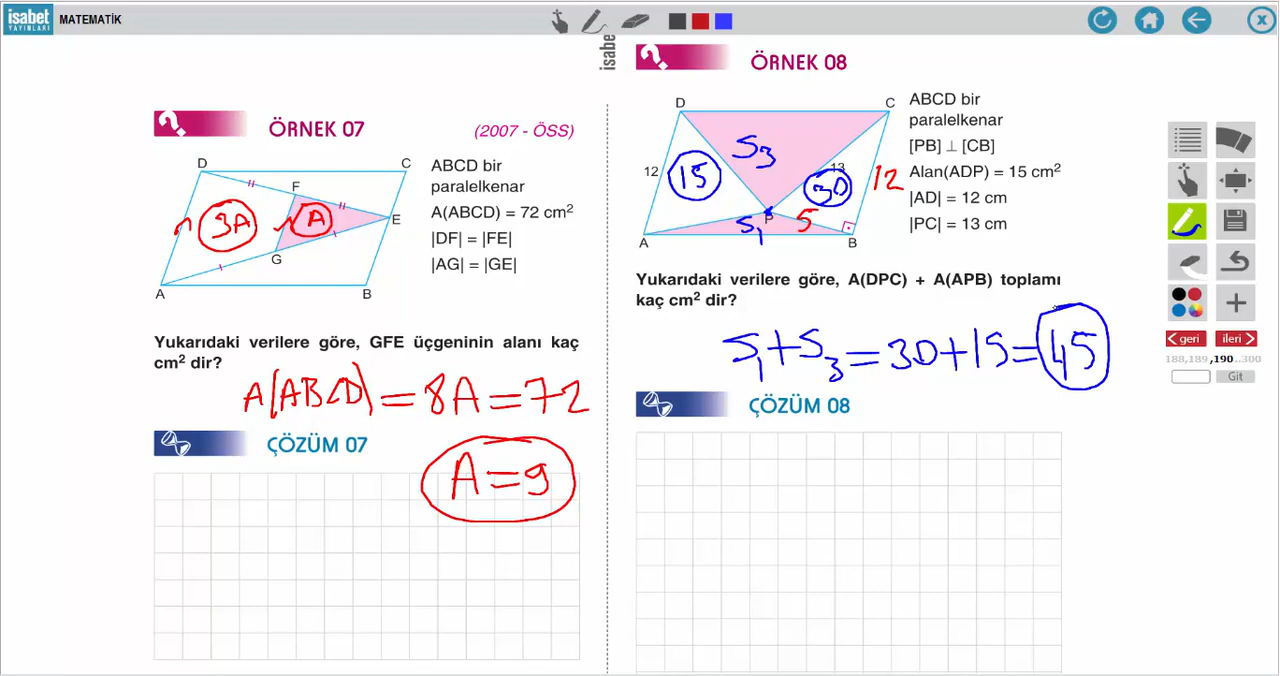 isabet
YAYINLARI
MATEMATİK
isabe
ÖRNEK 07
(2007 - ÖSS)
D
C
F
E
G
A
B
3A
A
ABCD bir
paralelkenar
A(ABCD) = 72 cm²
|DF| = |FE|
|AG| = |GE|
Yukarıdaki verilere göre, GFE üçgeninin alanı kaç
cm² dir?
A(ABCD) = 8A = 72
ÇÖZÜM 07
A = 9
ÖRNEK 08
D
C
12
15
S₃
13
30
12
P
S₁
5
A
B
ABCD bir
paralelkenar
[PB] ⊥ [CB]
Alan(ADP) = 15 cm²
|AD| = 12 cm
|PC| = 13 cm
Yukarıdaki verilere göre, A(DPC) + A(APB) toplamı
kaç cm² dir?
S₁ + S₃ = 30 + 15 = 45
ÇÖZÜM 08
< geri
ileri >
188,189,190...300
Git